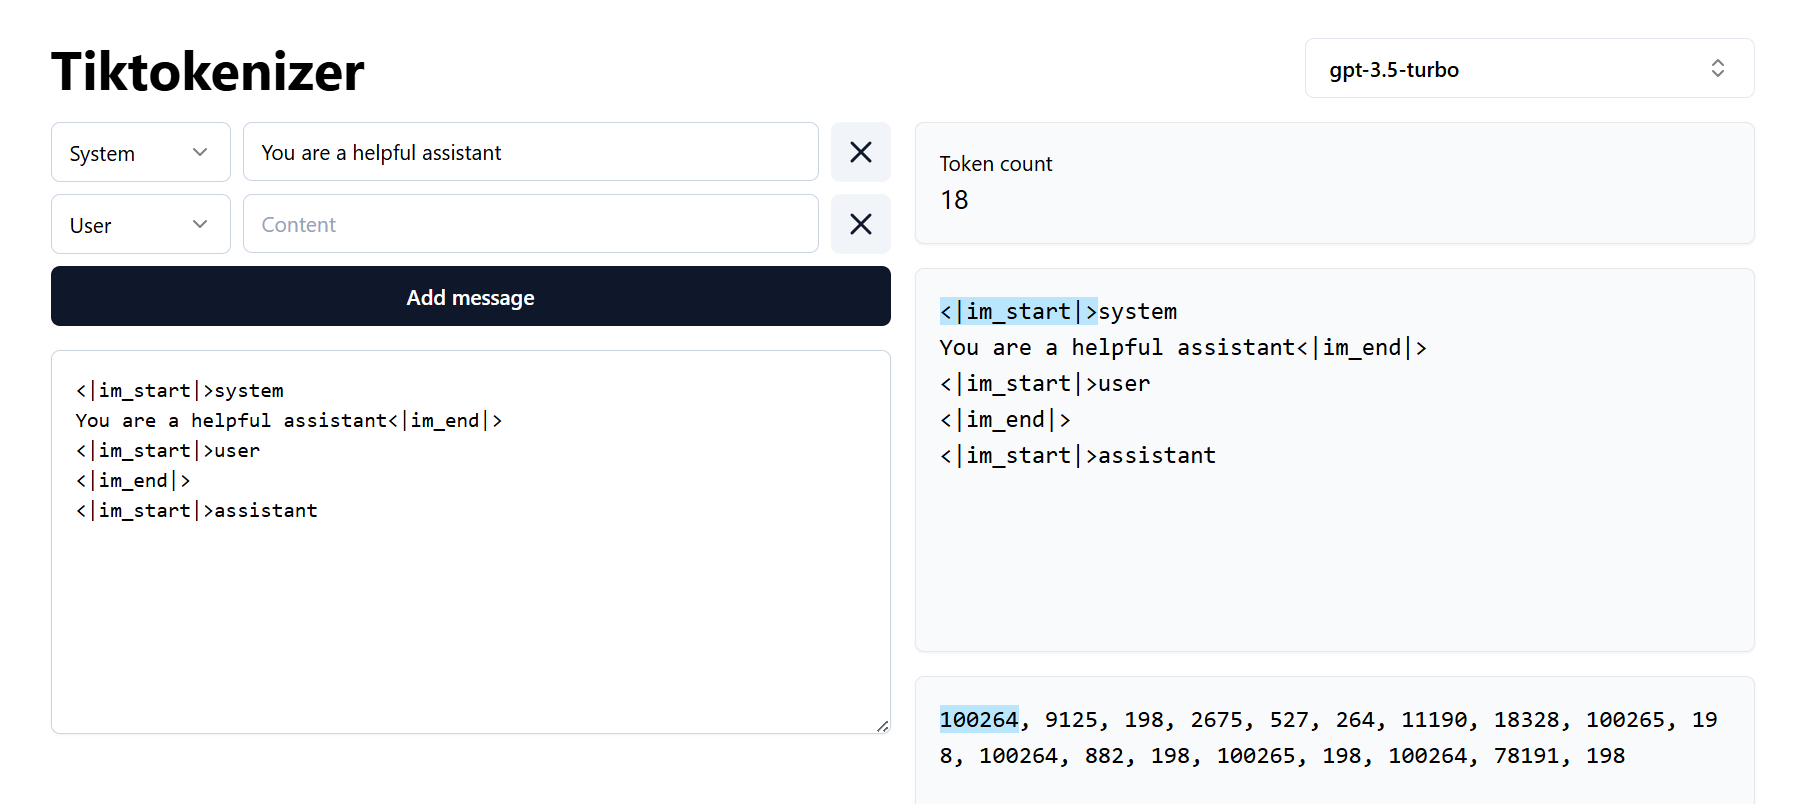 Tiktokenizer
gpt-3.5-turbo
System
You are a helpful assistant
User
Content
Add message
<|im_start|>system
You are a helpful assistant<|im_end|>
<|im_start|>user
<|im_end|>
<|im_start|>assistant
Token count
18
<|im_start|>system
You are a helpful assistant<|im_end|>
<|im_start|>user
<|im_end|>
<|im_start|>assistant
100264, 9125, 198, 2675, 527, 264, 11190, 18328, 100265, 19
8, 100264, 882, 198, 100265, 198, 100264, 78191, 198